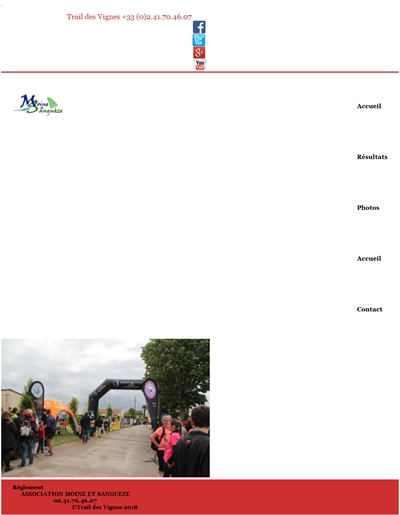 Trail des Vignes +33 (0)2.41.70.46.07
Moine
Sanguèze
Accueil
Résultats
Photos
Accueil
Contact
Règlement
ASSOCIATION MOINE ET SANGUEZE
02.41.70.46.07
©Trail des Vignes 2018